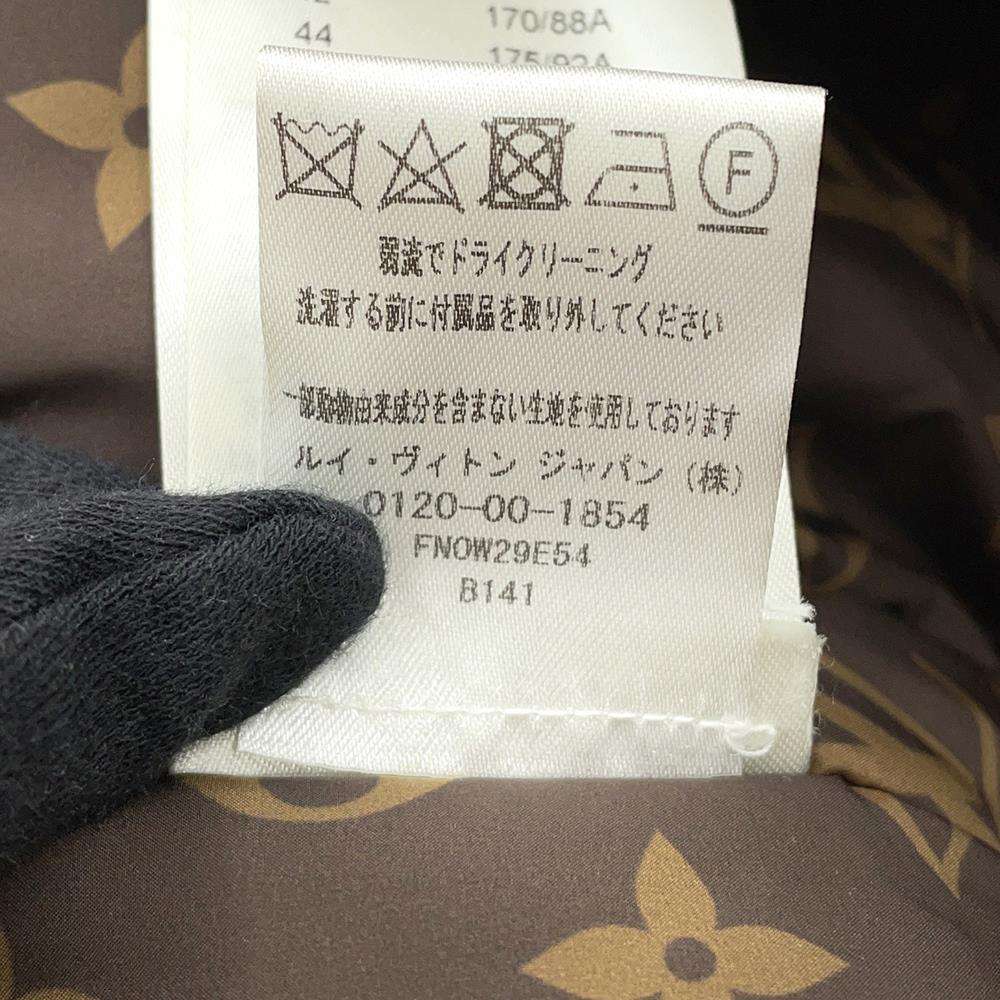 44 170/88A
175/92A
F
弱流でドライクリーニング
洗濯する前に付属品を取り外してください
一部動物由来成分を含まない生地を使用しております
ルイ・ヴィトン ジャパン (株)
0120-00-1854
FNOW29E54
B141